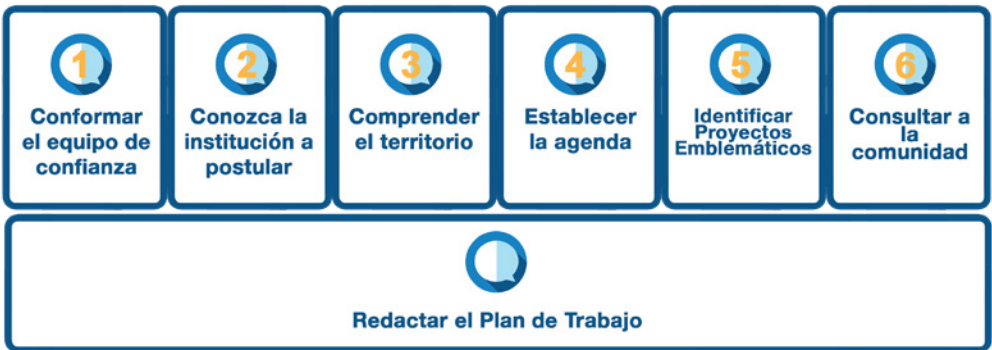 1
Conformar
el equipo de
confianza
2
Conozca la
institución a
postular
3
Comprender
el territorio
4
Establecer
la agenda
5
Identificar
Proyectos
Emblemáticos
6
Consultar a
la
comunidad
Redactar el Plan de Trabajo